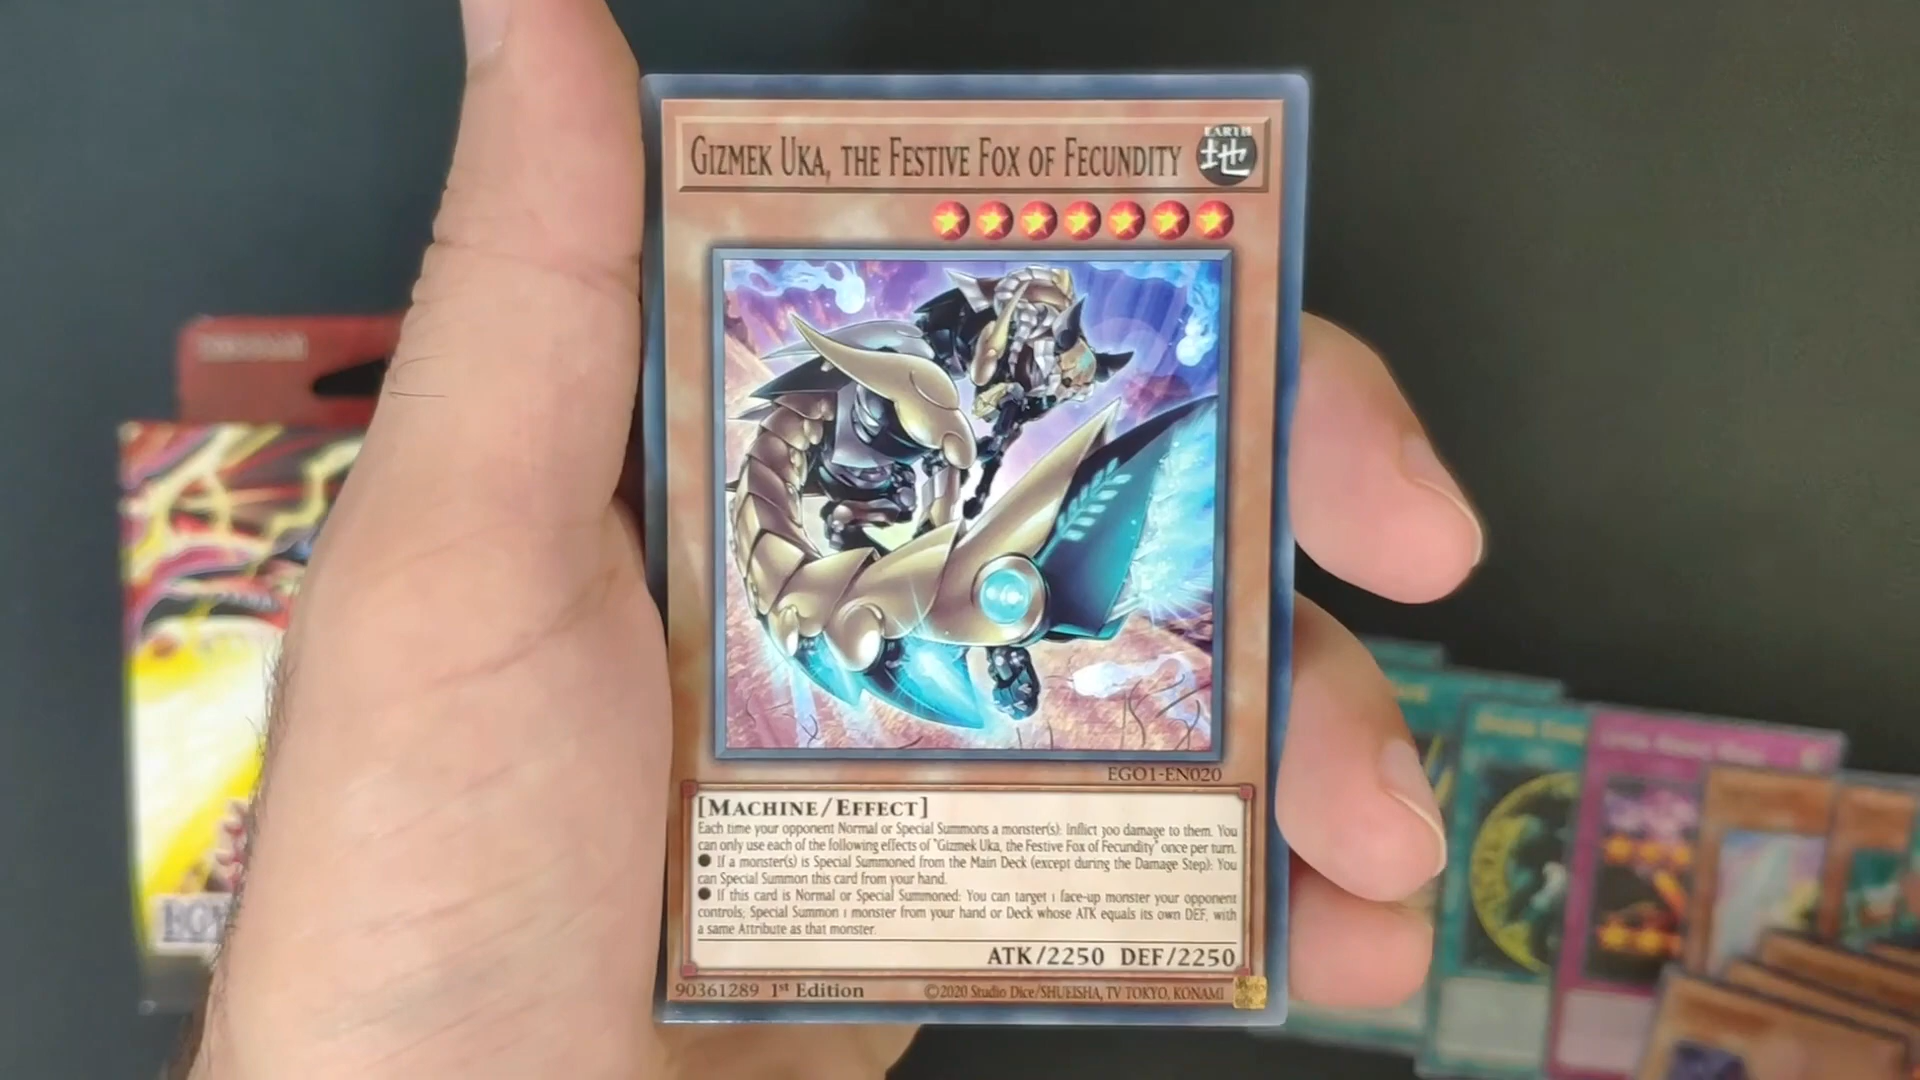 GIZMEK UKA, THE FESTIVE FOX OF FECUNDITY
EARTH
地
EGO1-EN020
[MACHINE/EFFECT]
Each time your opponent Normal or Special Summons a monster(s): Inflict 300 damage to them. You
can only use each of the following effects of "Gizmek Uka, the Festive Fox of Fecundity" once per turn.
● If a monster(s) is Special Summoned from the Main Deck (except during the Damage Step): You
can Special Summon this card from your hand.
● If this card is Normal or Special Summoned: You can target 1 face-up monster your opponent
controls; Special Summon 1 monster from your hand or Deck whose ATK equals its own DEF, with
a same Attribute as that monster.
ATK/2250 DEF/2250
90361289 1st Edition
©2020 Studio Dice/SHUEISHA, TV TOKYO, KONAMI